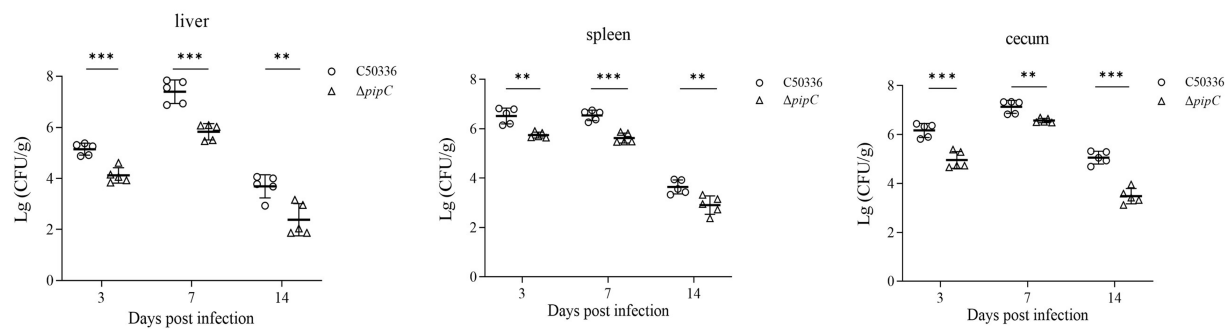 liver
*** *** **
C50336
ΔpipC
Lg (CFU/g)
8
6
4
2
0
3 7 14
Days post infection
spleen
** *** **
C50336
ΔpipC
Lg (CFU/g)
8
6
4
2
0
3 7 14
Days post infection
cecum
*** ** ***
C50336
ΔpipC
Lg (CFU/g)
8
6
4
2
0
3 7 14
Days post infection